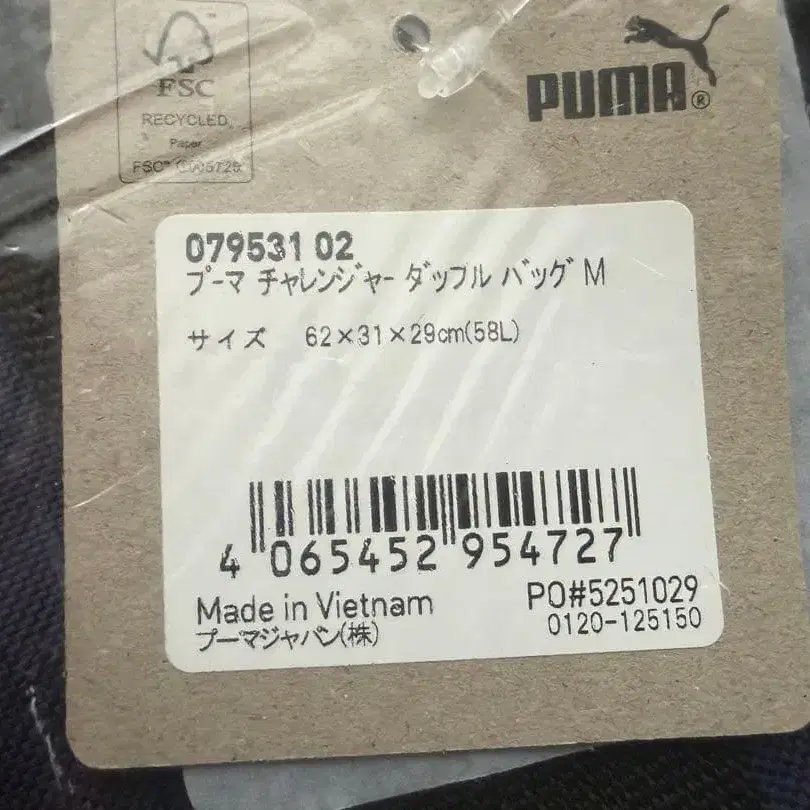 FSC
RECYCLED
Paper
PUMA®
079531 02
プーマ チャレンジャー ダッフル バッグ M
サイズ 62×31×29cm(58L)
4 065452 954727
Made in Vietnam
PO#5251029
プーマジャパン(株)
0120-125150